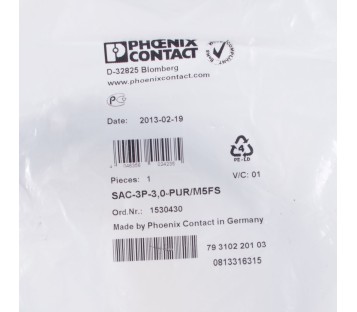 PHOENIX
CONTACT
D-32825 Blomberg
www.phoenixcontact.com
Date: 2013-02-19
4
PE-LD
Pieces: 1
V/C: 01
SAC-3P-3,0-PUR/M5FS
Ord.Nr.: 1530430
Made by Phoenix Contact in Germany
79 3102 201 03
0813316315